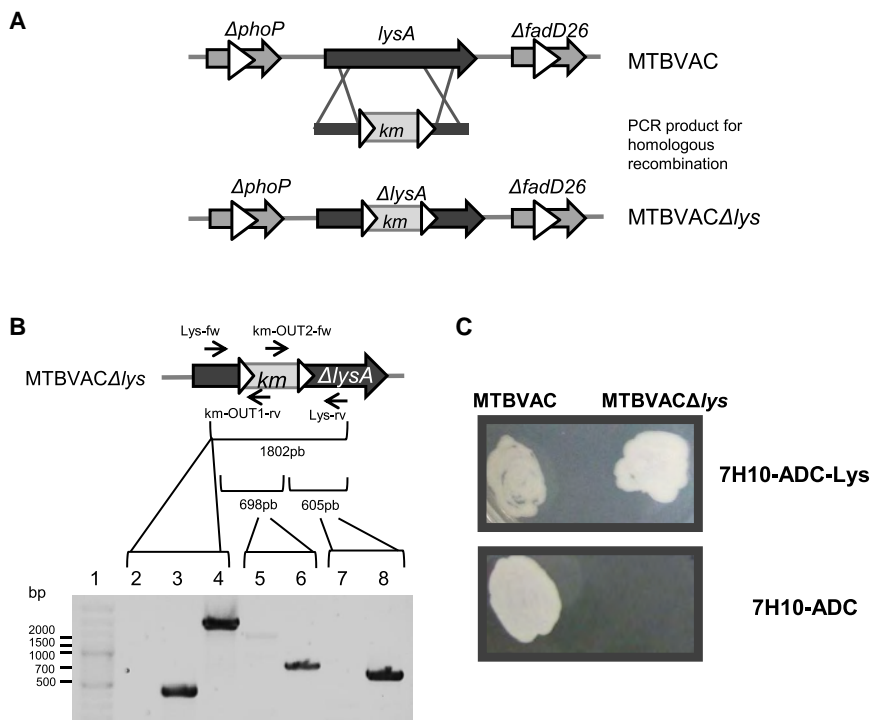 A
ΔphoP lysA ΔfadD26
MTBVAC
km
PCR product for
homologous
recombination
ΔphoP ΔlysA ΔfadD26
km
MTBVACΔlys
B
Lys-fw km-OUT2-fw
MTBVACΔlys
km ΔlysA
km-OUT1-rv Lys-rv
1802pb
698pb 605pb
1 2 3 4 5 6 7 8
bp
2000
1500
1000
700
500
C
MTBVAC MTBVACΔlys
7H10-ADC-Lys
7H10-ADC